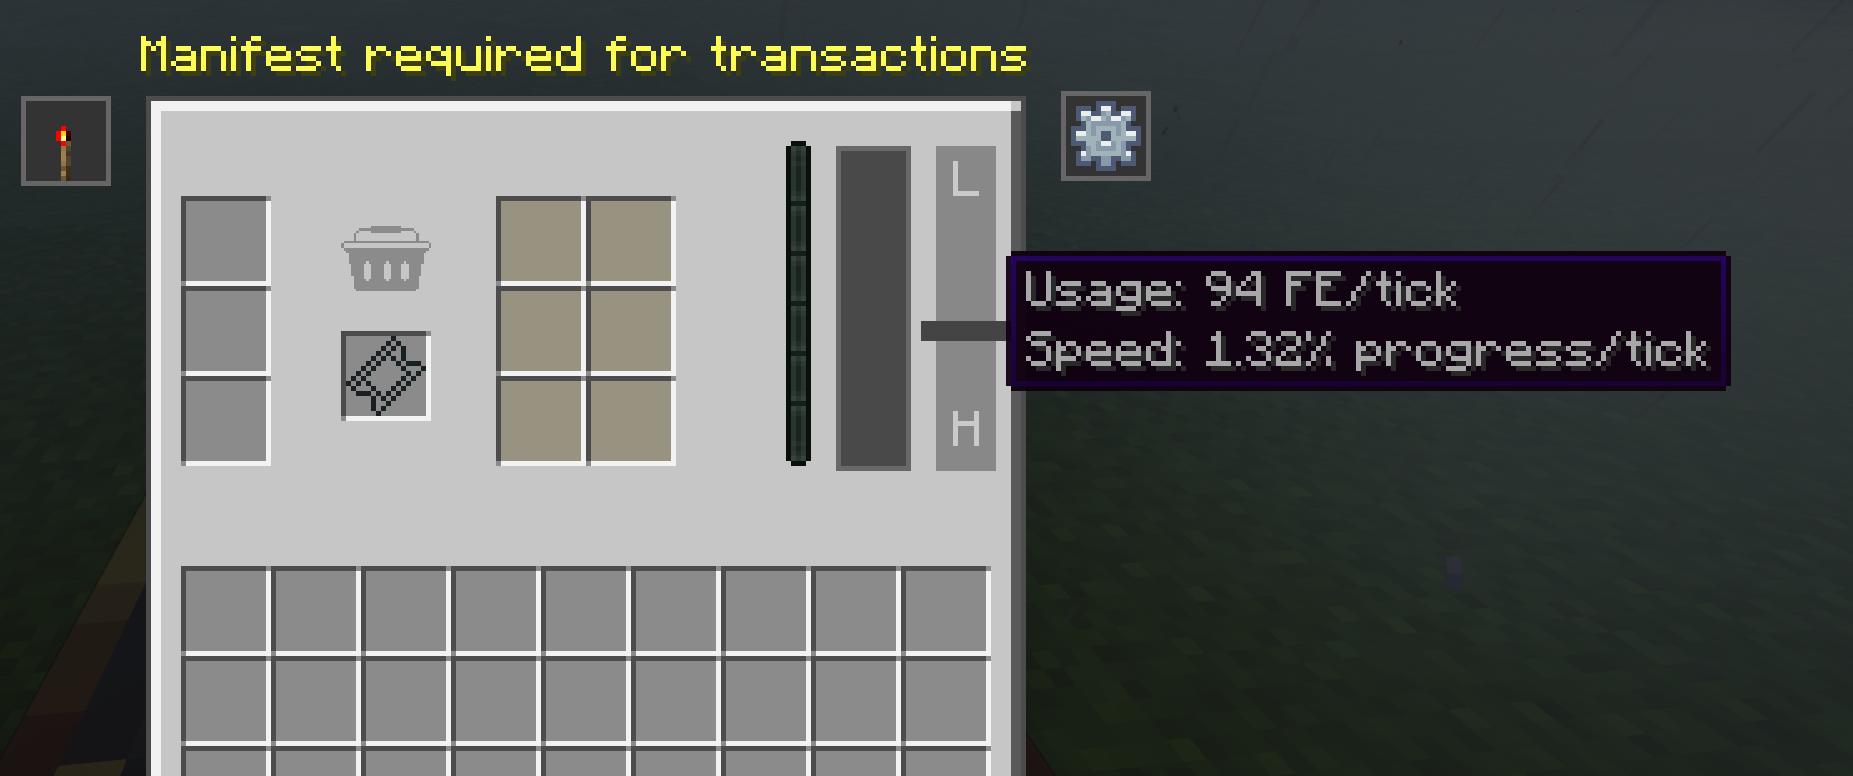 Manifest required for transactions
L
Usage: 94 FE/tick
Speed: 1.32% progress/tick
H